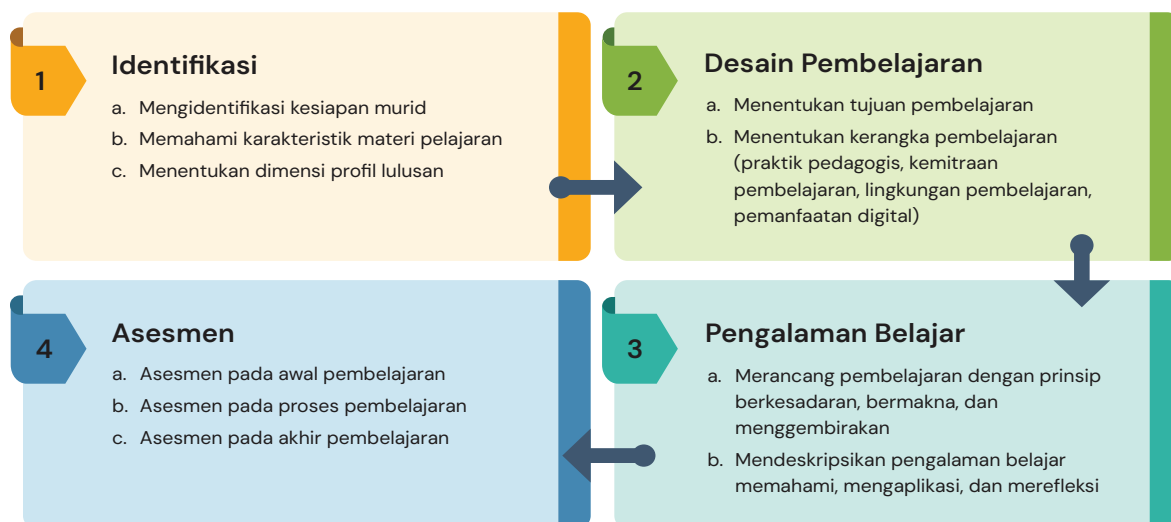 1
Identifikasi
a. Mengidentifikasi kesiapan murid
b. Memahami karakteristik materi pelajaran
c. Menentukan dimensi profil lulusan
2
Desain Pembelajaran
a. Menentukan tujuan pembelajaran
b. Menentukan kerangka pembelajaran
(praktik pedagogis, kemitraan
pembelajaran, lingkungan pembelajaran,
pemanfaatan digital)
3
Pengalaman Belajar
a. Merancang pembelajaran dengan prinsip
berkesadaran, bermakna, dan
menggembirakan
b. Mendeskripsikan pengalaman belajar
memahami, mengaplikasi, dan merefleksi
4
Asesmen
a. Asesmen pada awal pembelajaran
b. Asesmen pada proses pembelajaran
c. Asesmen pada akhir pembelajaran